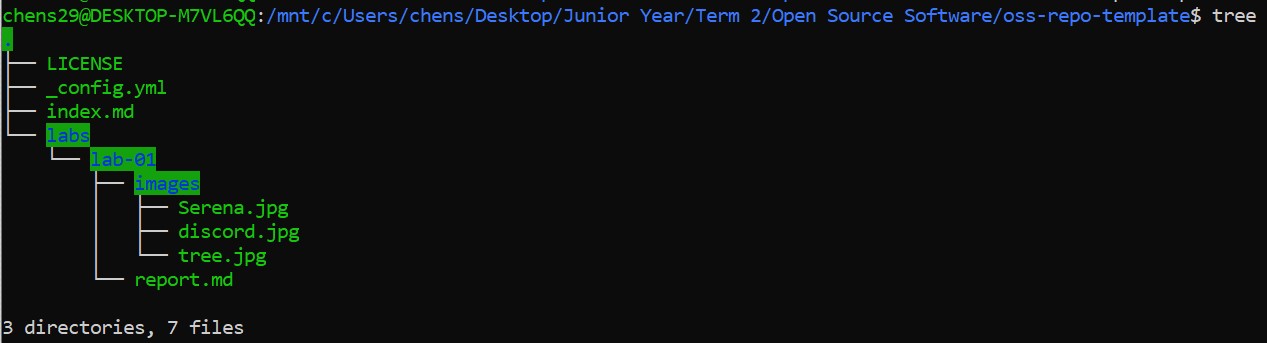 chens29@DESKTOP-M7VL6QQ:/mnt/c/Users/chens/Desktop/Junior Year/Term 2/Open Source Software/oss-repo-template$ tree
.
├── LICENSE
├── _config.yml
├── index.md
└── labs
    └── lab-01
        ├── images
        │   ├── Serena.jpg
        │   ├── discord.jpg
        │   └── tree.jpg
        └── report.md
3 directories, 7 files